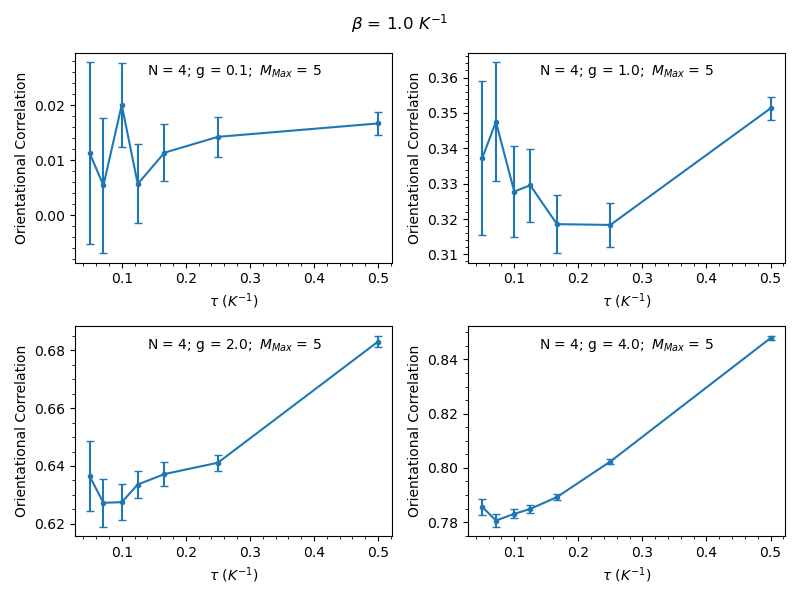 β = 1.0 K⁻¹
N = 4; g = 0.1; M_Max = 5
Orientational Correlation
0.02
0.01
0.00
0.1 0.2 0.3 0.4 0.5
τ (K⁻¹)
N = 4; g = 1.0; M_Max = 5
Orientational Correlation
0.36
0.35
0.34
0.33
0.32
0.31
0.1 0.2 0.3 0.4 0.5
τ (K⁻¹)
N = 4; g = 2.0; M_Max = 5
Orientational Correlation
0.68
0.66
0.64
0.62
0.1 0.2 0.3 0.4 0.5
τ (K⁻¹)
N = 4; g = 4.0; M_Max = 5
Orientational Correlation
0.84
0.82
0.80
0.78
0.1 0.2 0.3 0.4 0.5
τ (K⁻¹)